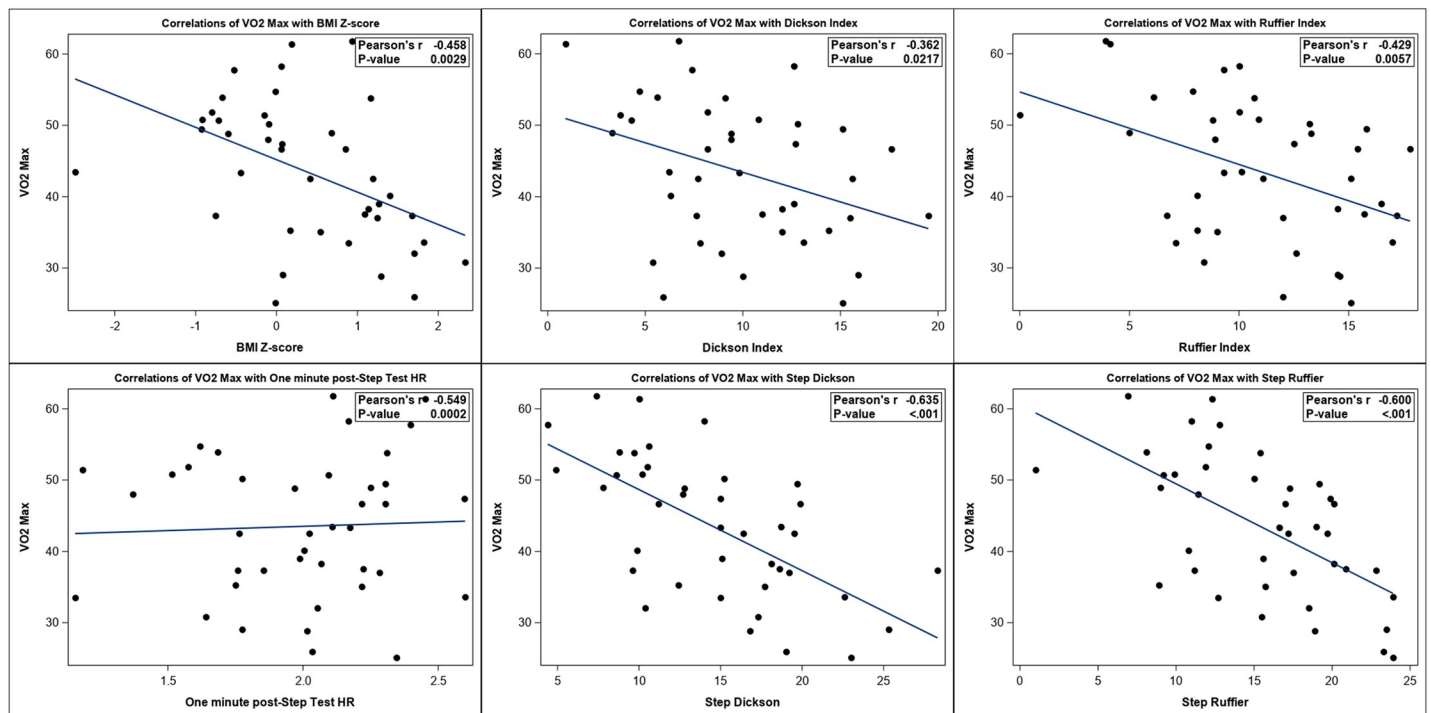 Correlations of VO2 Max with BMI Z-score
Pearson's r -0.458
P-value 0.0029
VO2 Max
60
50
40
30
-2 -1 0 1 2
BMI Z-score
Correlations of VO2 Max with Dickson Index
Pearson's r -0.362
P-value 0.0217
VO2 Max
60
50
40
30
0 5 10 15 20
Dickson Index
Correlations of VO2 Max with Ruffier Index
Pearson's r -0.429
P-value 0.0057
VO2 Max
60
50
40
30
0 5 10 15
Ruffier Index
Correlations of VO2 Max with One minute post-Step Test HR
Pearson's r -0.549
P-value 0.0002
VO2 Max
60
50
40
30
1.5 2.0 2.5
One minute post-Step Test HR
Correlations of VO2 Max with Step Dickson
Pearson's r -0.635
P-value <.001
VO2 Max
60
50
40
30
5 10 15 20 25
Step Dickson
Correlations of VO2 Max with Step Ruffier
Pearson's r -0.600
P-value <.001
VO2 Max
60
50
40
30
0 5 10 15 20 25
Step Ruffier